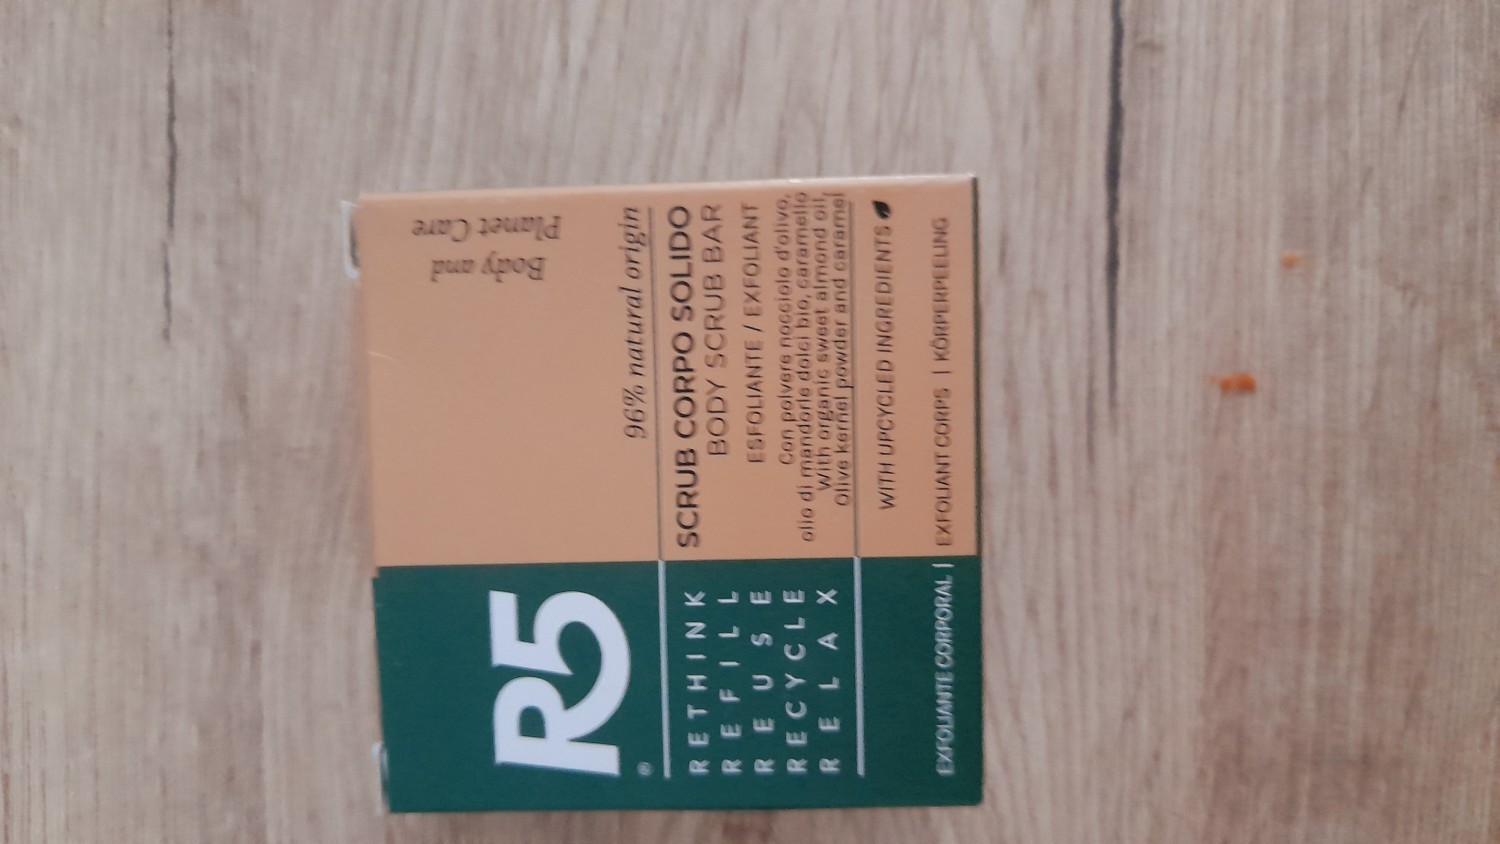 Body and
Planet Care
R5
®
RETHINK
REFILL
REUSE
RECYCLE
RELAX
96% natural origin
SCRUB CORPO SOLIDO
BODY SCRUB BAR
ESFOLIANTE / EXFOLIANT
Con polvere nocciolo d'olivo,
olio di mandorle dolci bio, caramello
With organic sweet almond oil,
Olive kernel powder and caramel
WITH UPCYCLED INGREDIENTS
EXFOLIANTE CORPORAL | EXFOLIANT CORPS | KÖRPERPEELING